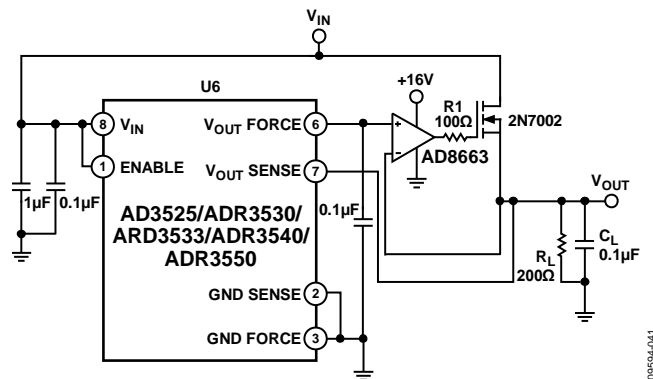 VIN
U6
+16V
R1
100Ω
2N7002
8 VIN
VOUT FORCE 6
1 ENABLE
VOUT SENSE 7
AD8663
+
–
1µF
0.1µF
0.1µF
AD3525/ADR3530/
ARD3533/ADR3540/
ADR3550
GND SENSE 2
GND FORCE 3
VOUT
RL
200Ω
CL
0.1µF
09594-041